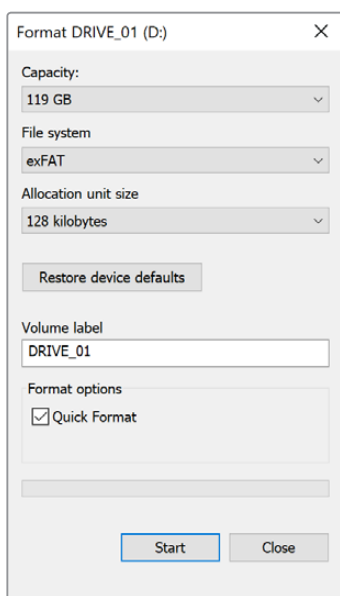 Format DRIVE_01 (D:)
Capacity:
119 GB
File system
exFAT
Allocation unit size
128 kilobytes
Restore device defaults
Volume label
DRIVE_01
Format options
Quick Format
Start Close